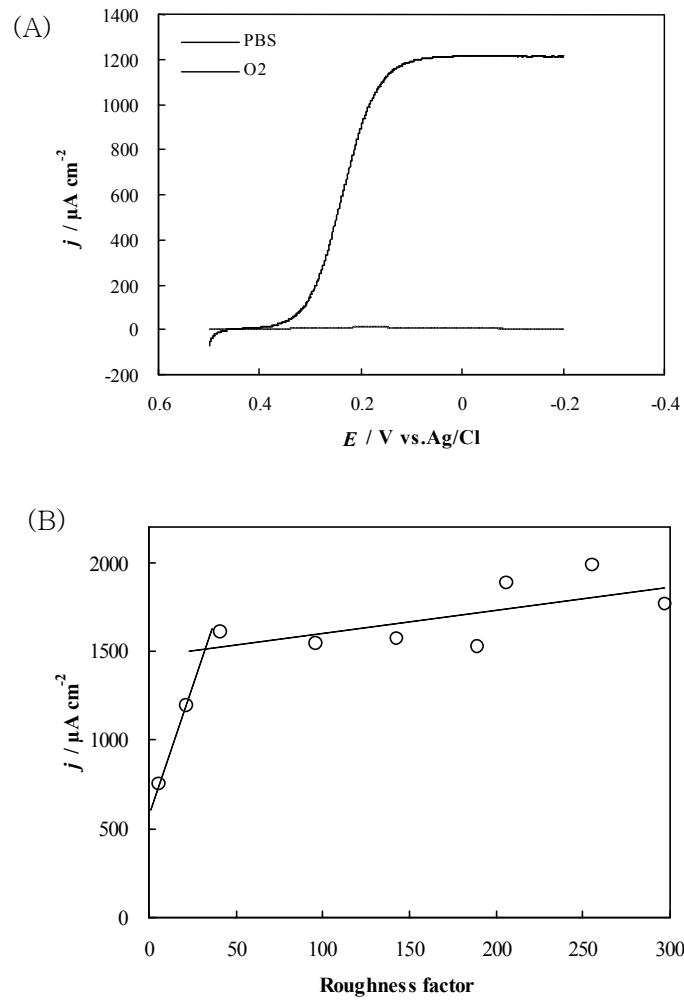 (A)
1400
1200
1000
800
600
400
200
0
-200
j / μA cm-2
PBS
O2
0.6 0.4 0.2 0 -0.2 -0.4
E / V vs.Ag/Cl
(B)
2000
1500
1000
500
0
j / μA cm-2
0 50 100 150 200 250 300
Roughness factor